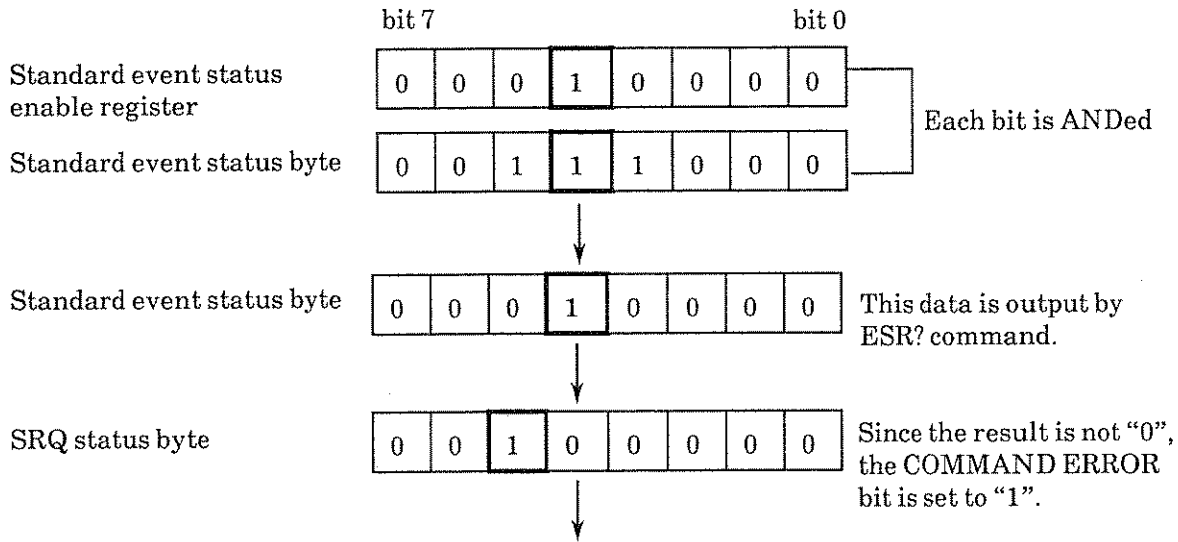 bit 7 bit 0
Standard event status
enable register
0 0 0 1 0 0 0 0
Each bit is ANDed
Standard event status byte
0 0 1 1 1 0 0 0
Standard event status byte
0 0 0 1 0 0 0 0
This data is output by
ESR? command.
SRQ status byte
0 0 1 0 0 0 0 0
Since the result is not “0”,
the COMMAND ERROR
bit is set to “1”.